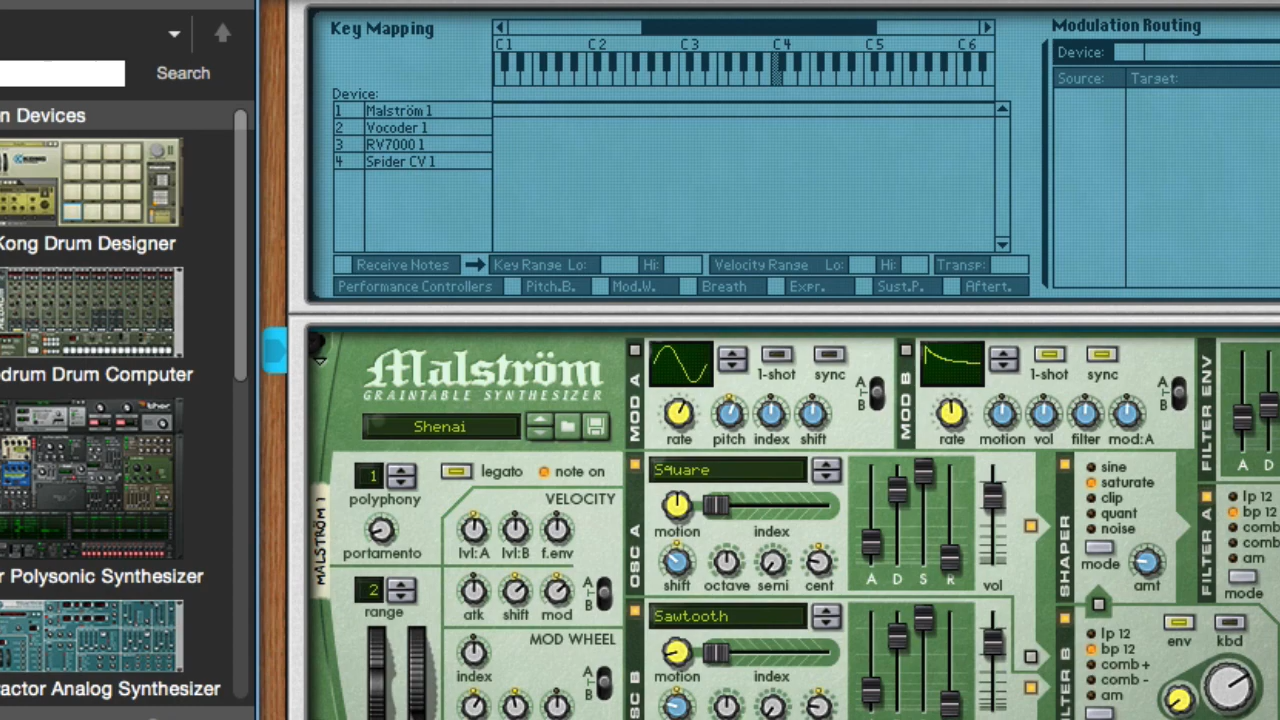 Search
n Devices
Kong Drum Designer
edrum Drum Computer
r Polysonic Synthesizer
ractor Analog Synthesizer
Key Mapping
C1 C2 C3 C4 C5 C6
Device:
1 Malström 1
2 Vocoder 1
3 RV7000 1
4 Spider CV 1
Receive Notes Key Range Lo: Hi: Velocity Range Lo: Hi: Transp:
Performance Controllers Pitch.B. Mod.W. Breath Expr. Sust.P. Aftert.
Modulation Routing
Device:
Source: Target:
Malström
GRAINTABLE SYNTHESIZER
Shenai
MALSTRÖM 1
1 legato note on
polyphony
portamento
VELOCITY
lvl:A lvl:B f.env
2
range
atk shift mod A B
MOD WHEEL
index A B
MOD A
1-shot sync
A B
rate pitch index shift
MOD B
1-shot sync
A B
rate motion vol filter mod:A
FILTER ENV
A D
OSC A
Square
motion index
shift octave semi cent
A D S R vol
OSC B
Sawtooth
motion index
SHAPER
sine
saturate
clip
quant
noise
mode amt
FILTER A
lp 12
bp 12
comb
comb
am
mode
FILTER B
lp 12
bp 12
comb +
comb -
am
env kbd